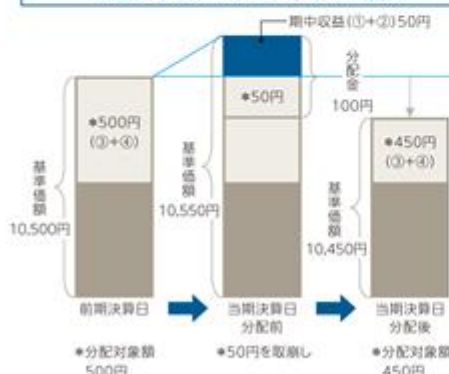 期中収益(①+②)50円
*500円
(③+④)
*50円
分配金
100円
*450円
(③+④)
基準価額
10,500円
基準価額
10,550円
基準価額
10,450円
前期決算日
当期決算日
分配前
当期決算日
分配後
*分配対象額
500円
*50円を取崩し
*分配対象額
450円